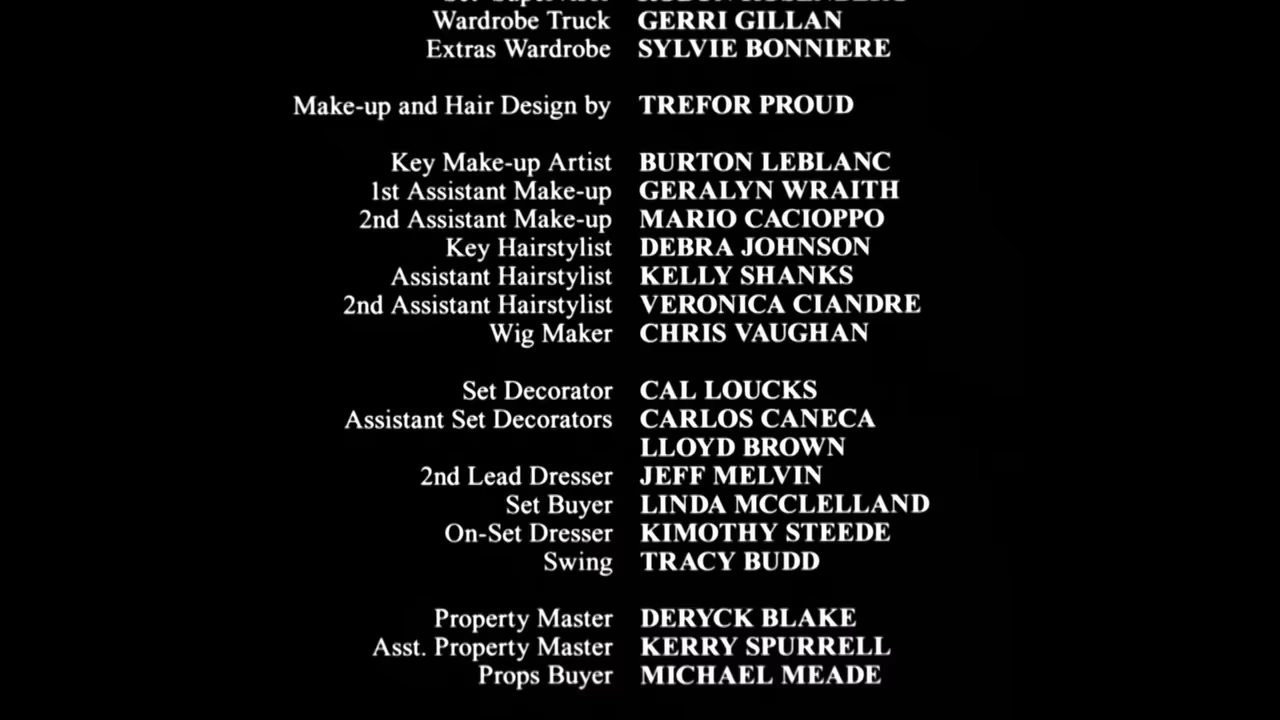 Wardrobe Truck GERRI GILLAN
Extras Wardrobe SYLVIE BONNIERE
Make-up and Hair Design by TREFOR PROUD
Key Make-up Artist BURTON LEBLANC
1st Assistant Make-up GERALYN WRAITH
2nd Assistant Make-up MARIO CACIOPPO
Key Hairstylist DEBRA JOHNSON
Assistant Hairstylist KELLY SHANKS
2nd Assistant Hairstylist VERONICA CIANDRE
Wig Maker CHRIS VAUGHAN
Set Decorator CAL LOUCKS
Assistant Set Decorators CARLOS CANECA
LLOYD BROWN
2nd Lead Dresser JEFF MELVIN
Set Buyer LINDA MCCLELLAND
On-Set Dresser KIMOTHY STEEDE
Swing TRACY BUDD
Property Master DERYCK BLAKE
Asst. Property Master KERRY SPURRELL
Props Buyer MICHAEL MEADE